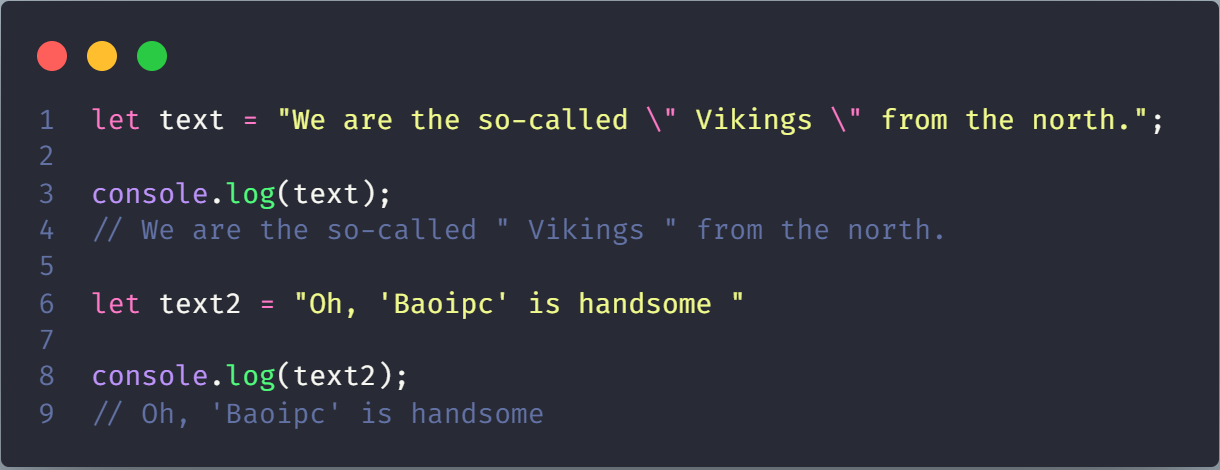 1 let text = "We are the so-called \" Vikings \" from the north.";
2
3 console.log(text);
4 // We are the so-called " Vikings " from the north.
5
6 let text2 = "Oh, 'Baoipc' is handsome "
7
8 console.log(text2);
9 // Oh, 'Baoipc' is handsome